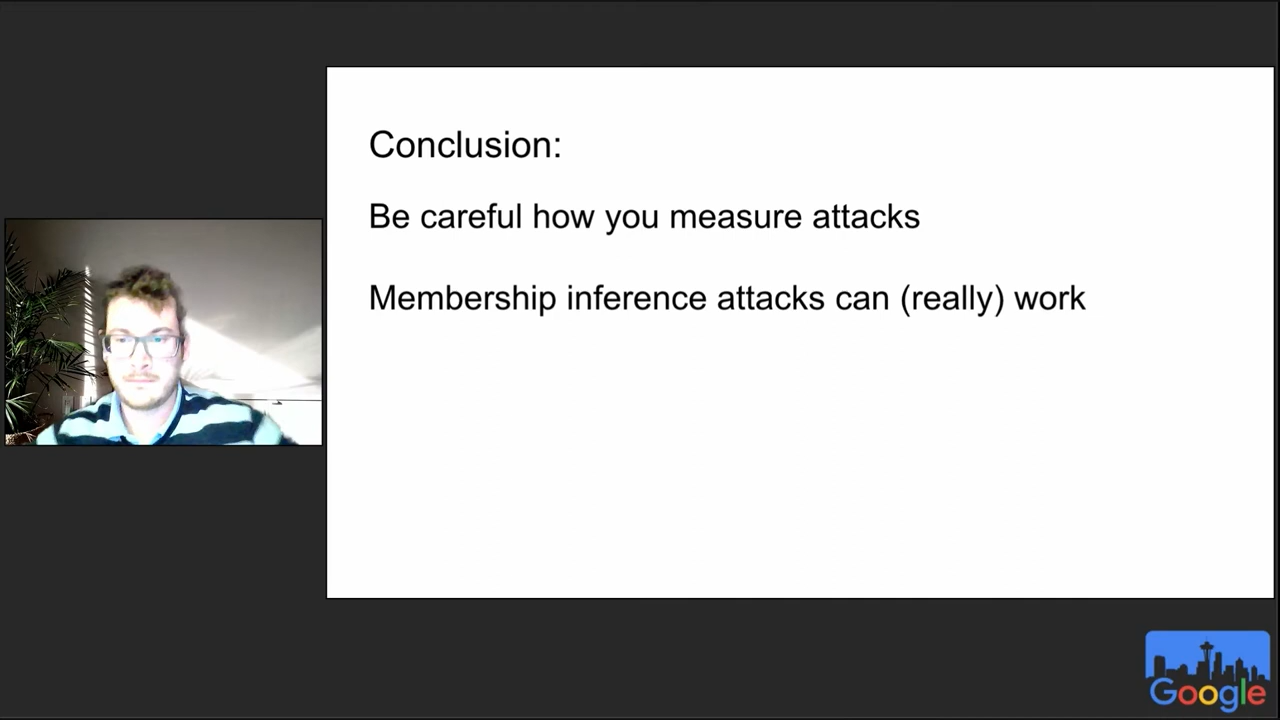 Conclusion:
Be careful how you measure attacks
Membership inference attacks can (really) work
Google